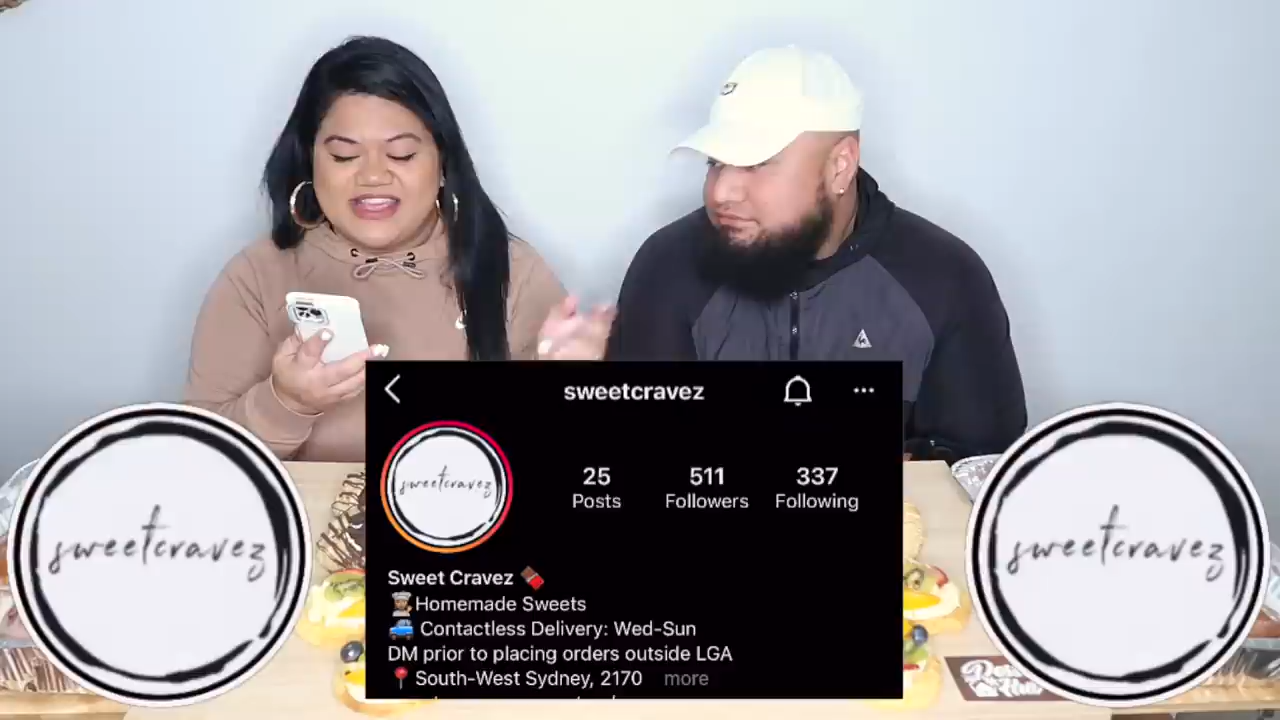 sweetcravez
sweetcravez
25 511 337
Posts Followers Following
Sweet Cravez
Homemade Sweets
Contactless Delivery: Wed-Sun
DM prior to placing orders outside LGA
South-West Sydney, 2170 more
sweetcravez
sweetcravez